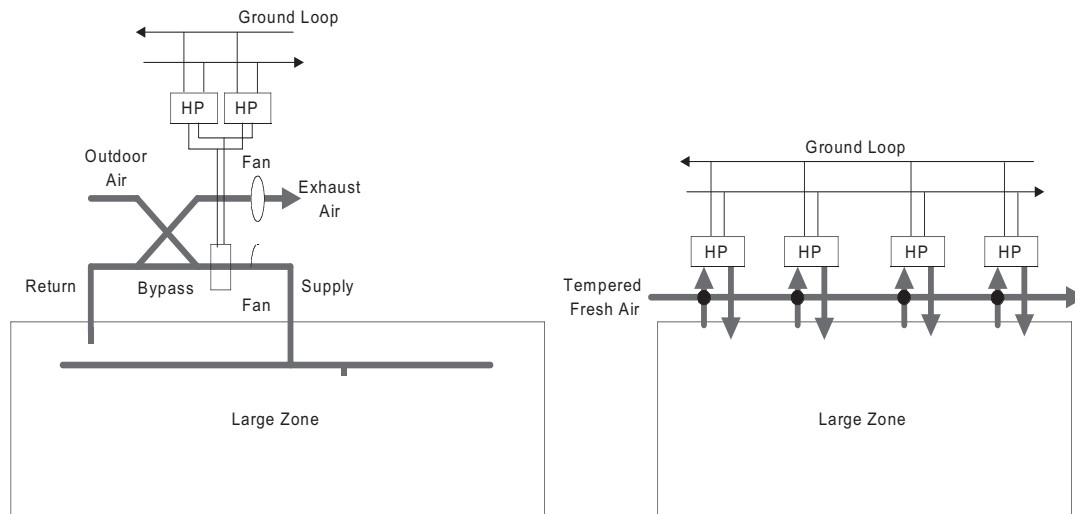 Ground Loop
HP
HP
Outdoor
Air
Fan
Exhaust
Air
Return
Bypass
Supply
Fan
Large Zone
Ground Loop
HP
HP
HP
HP
Tempered
Fresh Air
Large Zone